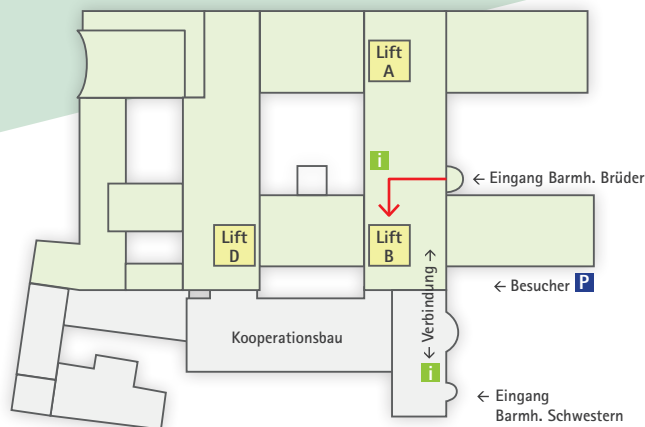 Lift
A
i
← Eingang Barmh. Brüder
Lift
D
Lift
B
← Verbindung →
← Besucher P
Kooperationsbau
i
← Eingang
Barmh. Schwestern